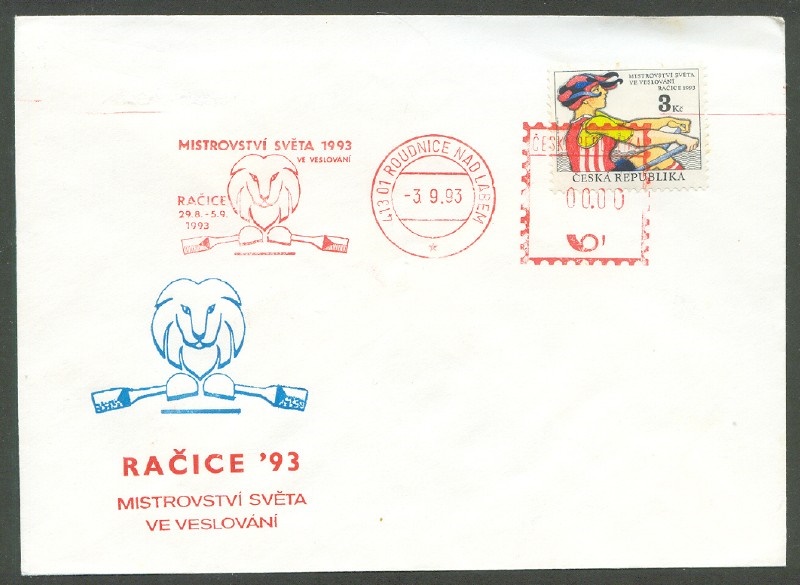 MISTROVSTVÍ SVĚTA
VE VESLOVÁNÍ
RAČICE 1993
3 Kčs
ČESKÁ REPUBLIKA
MISTROVSTVÍ SVĚTA 1993
VE VESLOVÁNÍ
RAČICE
29.8. - 5.9.
1993
413 01 ROUDNICE NAD LABEM
-3. 9.93
00.00
RAČICE '93
MISTROVSTVÍ SVĚTA
VE VESLOVÁNÍ